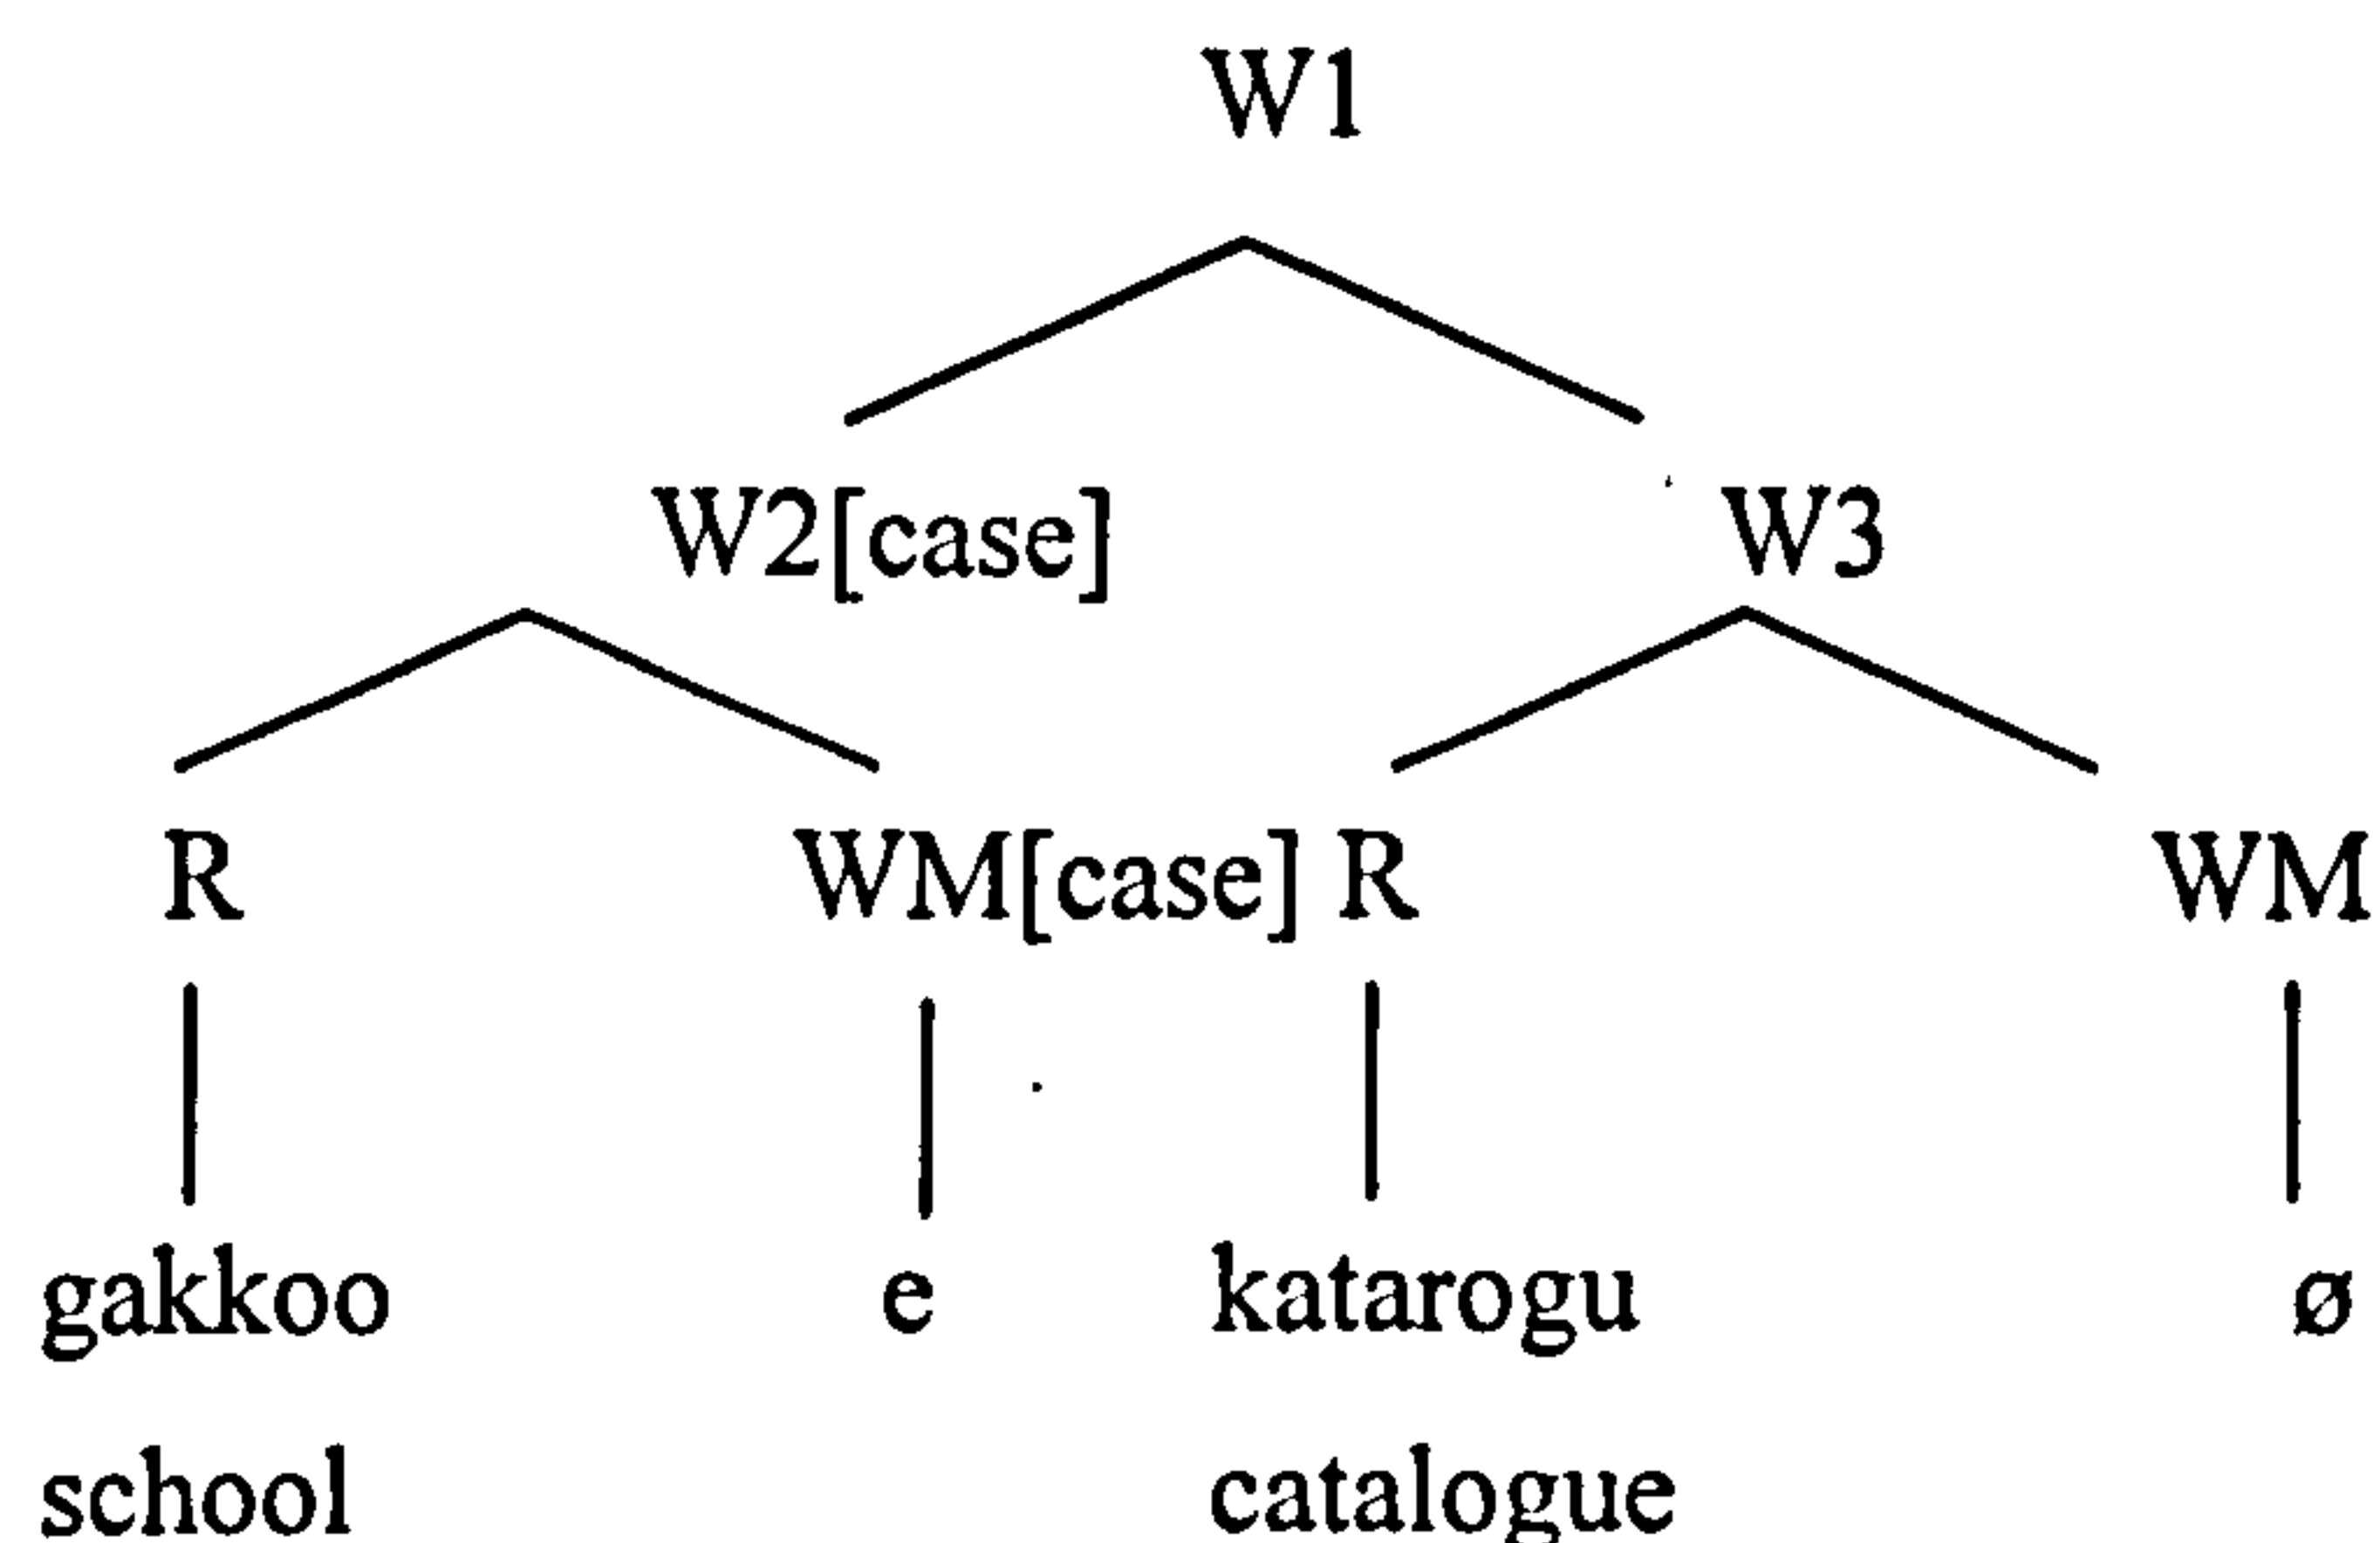 W1
W2[case] W3
R WM[case] R WM
gakkoo e katarogu ø
school catalogue